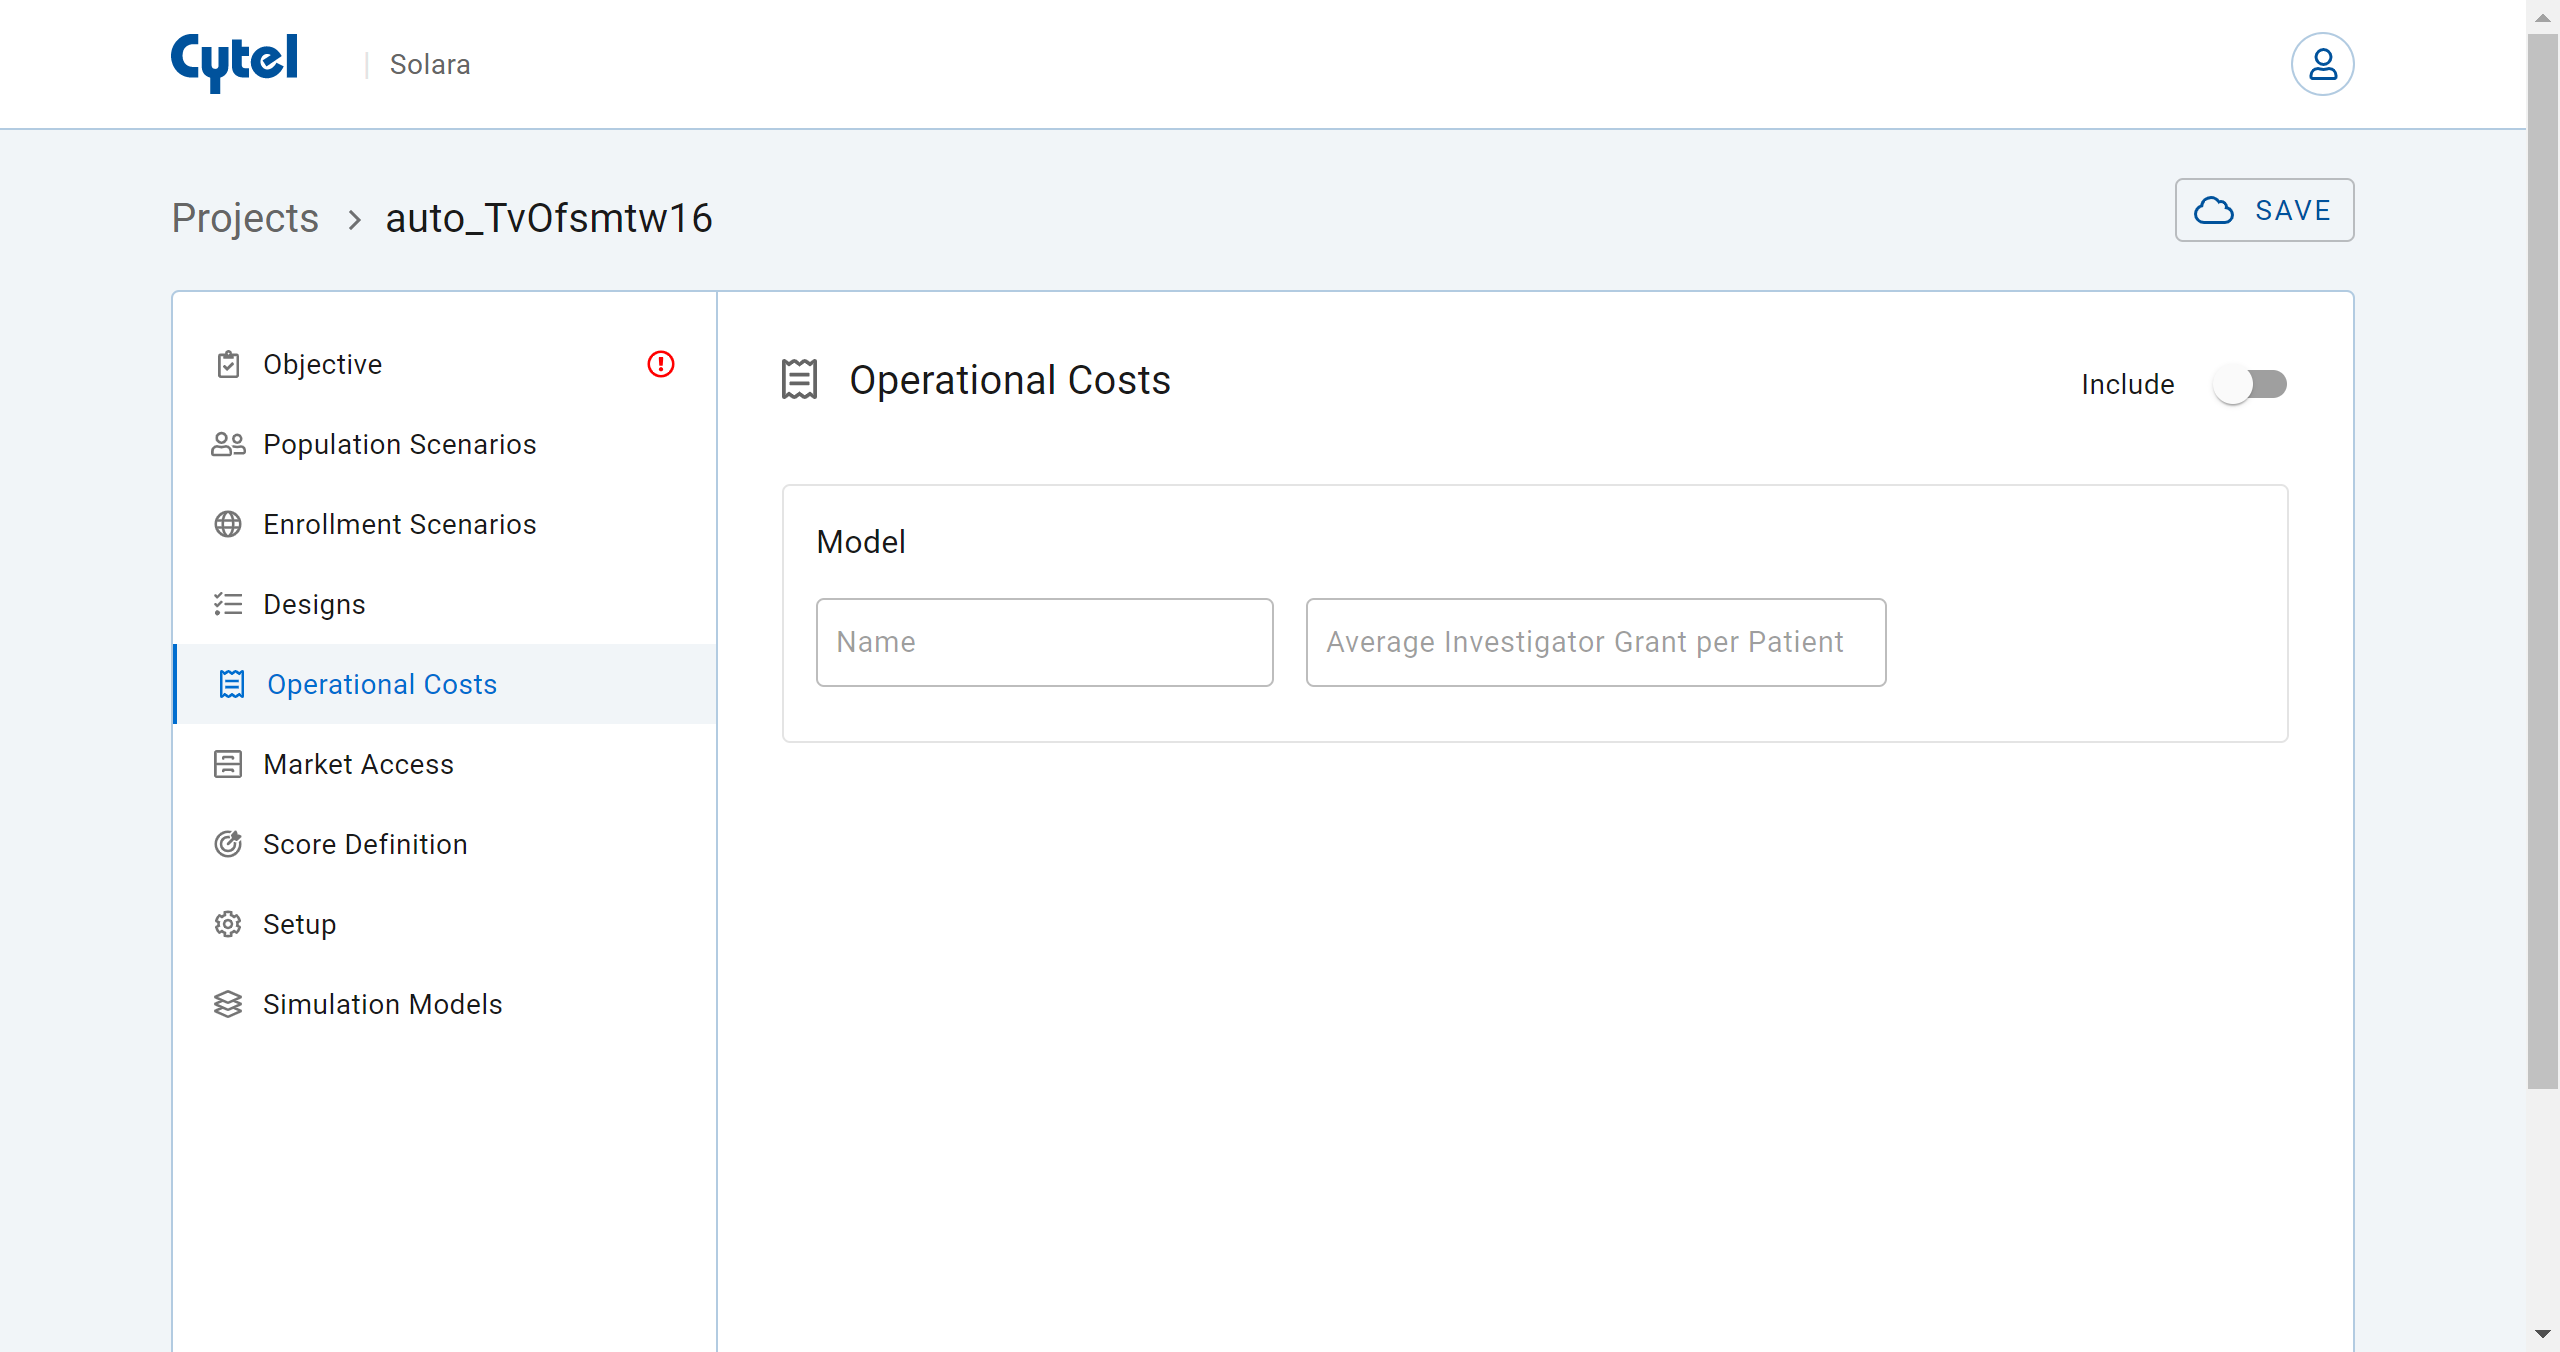 Cytel | Solara
Projects > auto_TvOfsmtw16
SAVE
Objective
Population Scenarios
Enrollment Scenarios
Designs
Operational Costs
Market Access
Score Definition
Setup
Simulation Models
Operational Costs
Include
Model
Name
Average Investigator Grant per Patient